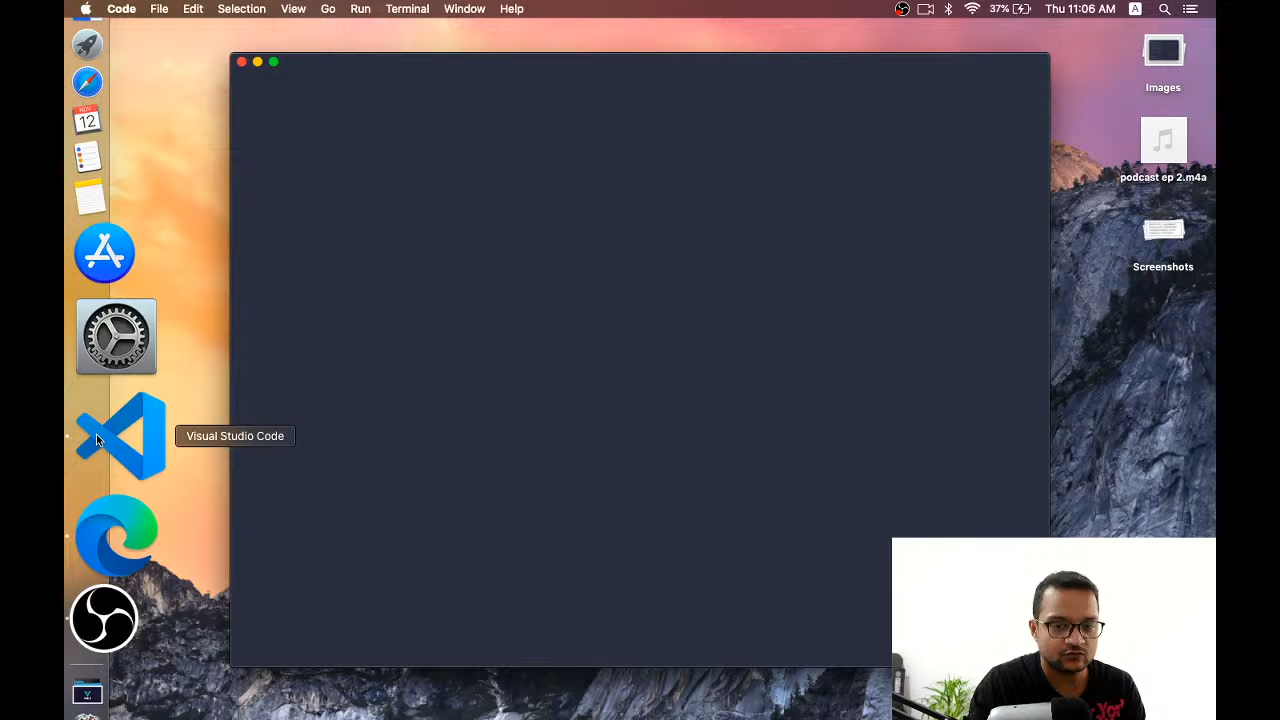 Code File Edit Selection View Go Run Terminal Window Help
37% Thu 11:06 AM A
Images
NOV
12
podcast ep 2.m4a
Screenshots
Visual Studio Code